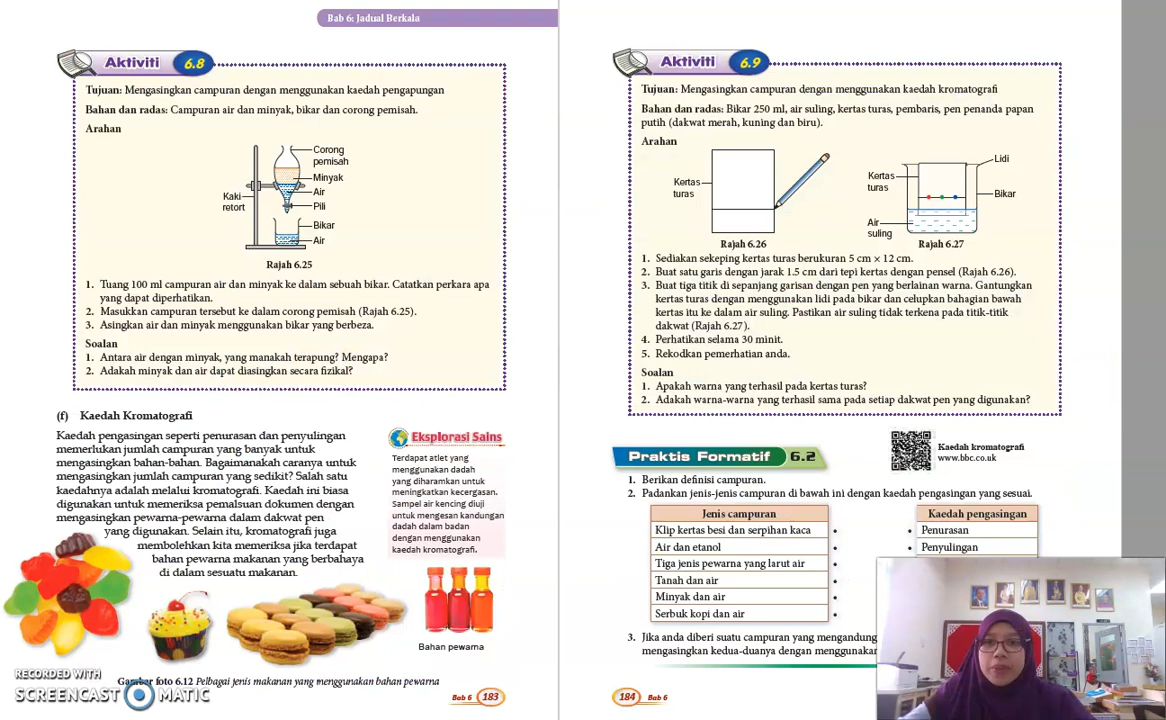 Bab 6: Jadual Berkala
Aktiviti 6.8
Tujuan: Mengasingkan campuran dengan menggunakan kaedah pengapungan
Bahan dan radas: Campuran air dan minyak, bikar dan corong pemisah.
Arahan
Corong
pemisah
Minyak
Air
Kaki
retort
Pili
Bikar
Air
Rajah 6.25
1. Tuang 100 ml campuran air dan minyak ke dalam sebuah bikar. Catatkan perkara apa
yang dapat diperhatikan.
2. Masukkan campuran tersebut ke dalam corong pemisah (Rajah 6.25).
3. Asingkan air dan minyak menggunakan bikar yang berbeza.
Soalan
1. Antara air dengan minyak, yang manakah terapung? Mengapa?
2. Adakah minyak dan air dapat diasingkan secara fizikal?
(f) Kaedah Kromatografi
Kaedah pengasingan seperti penurasan dan penyulingan
memerlukan jumlah campuran yang banyak untuk
mengasingkan bahan-bahan. Bagaimanakah caranya untuk
mengasingkan jumlah campuran yang sedikit? Salah satu
kaedahnya adalah melalui kromatografi. Kaedah ini biasa
digunakan untuk memeriksa pemalsuan dokumen dengan
mengasingkan pewarna-pewarna dalam dakwat pen
yang digunakan. Selain itu, kromatografi juga
membolehkan kita memeriksa jika terdapat
bahan pewarna makanan yang berbahaya
di dalam sesuatu makanan.
Eksplorasi Sains
Terdapat atlet yang
menggunakan dadah
yang diharamkan untuk
meningkatkan kecergasan.
Sampel air kencing diuji
untuk mengesan kandungan
dadah dalam badan
dengan menggunakan
kaedah kromatografi.
Bahan pewarna
RECORDED WITH
SCREENCAST MATIC
Gambar foto 6.12 Pelbagai jenis makanan yang menggunakan bahan pewarna
Bab 6 183
Aktiviti 6.9
Tujuan: Mengasingkan campuran dengan menggunakan kaedah kromatografi
Bahan dan radas: Bikar 250 ml, air suling, kertas turas, pembaris, pen penanda papan
putih (dakwat merah, kuning dan biru).
Arahan
Kertas
turas
Rajah 6.26
Lidi
Kertas
turas
Bikar
Air
suling
Rajah 6.27
1. Sediakan sekeping kertas turas berukuran 5 cm × 12 cm.
2. Buat satu garis dengan jarak 1.5 cm dari tepi kertas dengan pensel (Rajah 6.26).
3. Buat tiga titik di sepanjang garisan dengan pen yang berlainan warna. Gantungkan
kertas turas dengan menggunakan lidi pada bikar dan celupkan bahagian bawah
kertas itu ke dalam air suling. Pastikan air suling tidak terkena pada titik-titik
dakwat (Rajah 6.27).
4. Perhatikan selama 30 minit.
5. Rekodkan pemerhatian anda.
Soalan
1. Apakah warna yang terhasil pada kertas turas?
2. Adakah warna-warna yang terhasil sama pada setiap dakwat pen yang digunakan?
Kaedah kromatografi
www.bbc.co.uk
Praktis Formatif 6.2
1. Berikan definisi campuran.
2. Padankan jenis-jenis campuran di bawah ini dengan kaedah pengasingan yang sesuai.
Jenis campuran Kaedah pengasingan
Klip kertas besi dan serpihan kaca • • Penurasan
Air dan etanol • • Penyulingan
Tiga jenis pewarna yang larut air •
Tanah dan air •
Minyak dan air •
Serbuk kopi dan air •
3. Jika anda diberi suatu campuran yang mengandung
mengasingkan kedua-duanya dengan menggunakan
184 Bab 6